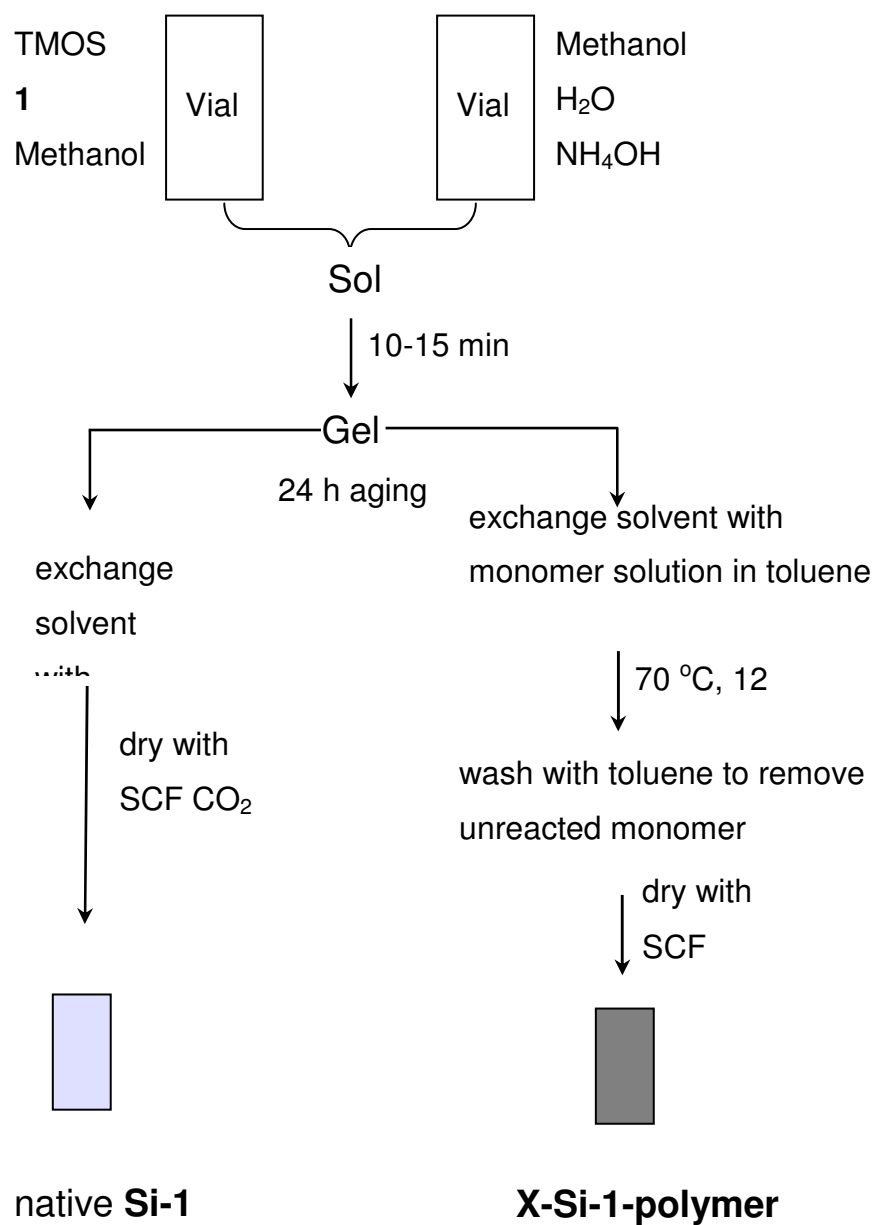 TMOS
1
Methanol
Vial
Vial
Methanol
H₂O
NH₄OH
Sol
10-15 min
Gel
24 h aging
exchange
solvent
with
dry with
SCF CO₂
native Si-1
exchange solvent with
monomer solution in toluene
70 °C, 12
wash with toluene to remove
unreacted monomer
dry with
SCF
X-Si-1-polymer